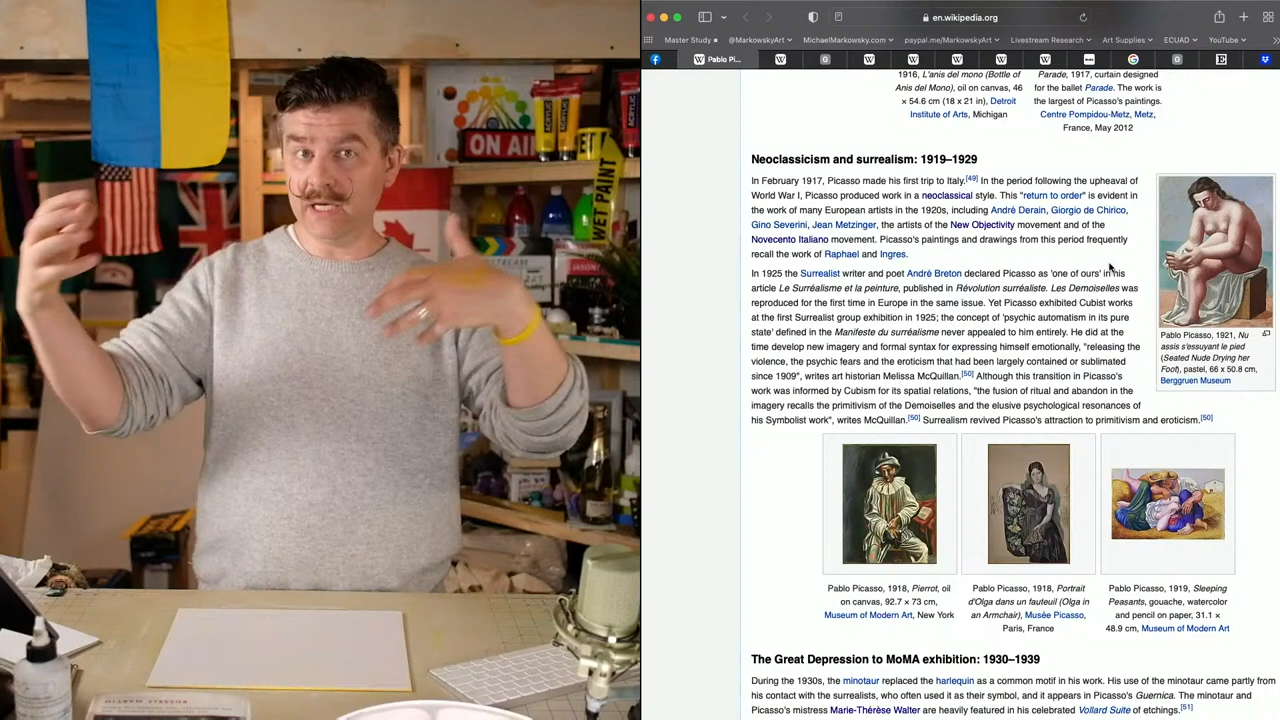 ON AIR
ACRYLIC
ACRYLIC
ACRYLIC
WET PAINT
RUSSELL MARTIN
en.wikipedia.org
Master Study
@MarkowskyArt
MichaelMarkowsky.com
paypal.me/MarkowskyArt
Livestream Research
Art Supplies
ECUAD
YouTube
Pablo Pi...
1916, L'anis del mono (Bottle of
Anis del Mono), oil on canvas, 46
× 54.6 cm (18 x 21 in), Detroit
Institute of Arts, Michigan
Parade, 1917, curtain designed
for the ballet Parade. The work is
the largest of Picasso's paintings.
Centre Pompidou-Metz, Metz,
France, May 2012
Neoclassicism and surrealism: 1919–1929
In February 1917, Picasso made his first trip to Italy.[49] In the period following the upheaval of
World War I, Picasso produced work in a neoclassical style. This "return to order" is evident in
the work of many European artists in the 1920s, including André Derain, Giorgio de Chirico,
Gino Severini, Jean Metzinger, the artists of the New Objectivity movement and of the
Novecento Italiano movement. Picasso's paintings and drawings from this period frequently
recall the work of Raphael and Ingres.
In 1925 the Surrealist writer and poet André Breton declared Picasso as 'one of ours' in his
article Le Surréalisme et la peinture, published in Révolution surréaliste. Les Demoiselles was
reproduced for the first time in Europe in the same issue. Yet Picasso exhibited Cubist works
at the first Surrealist group exhibition in 1925; the concept of 'psychic automatism in its pure
state' defined in the Manifeste du surréalisme never appealed to him entirely. He did at the
time develop new imagery and formal syntax for expressing himself emotionally, "releasing the
violence, the psychic fears and the eroticism that had been largely contained or sublimated
since 1909", writes art historian Melissa McQuillan.[50] Although this transition in Picasso's
work was informed by Cubism for its spatial relations, "the fusion of ritual and abandon in the
imagery recalls the primitivism of the Demoiselles and the elusive psychological resonances of
his Symbolist work", writes McQuillan.[50] Surrealism revived Picasso's attraction to primitivism and eroticism.[50]
Pablo Picasso, 1921, Nu
assis s'essuyant le pied
(Seated Nude Drying her
Foot), pastel, 66 x 50.8 cm,
Berggruen Museum
Pablo Picasso, 1918, Pierrot, oil
on canvas, 92.7 × 73 cm,
Museum of Modern Art, New York
Pablo Picasso, 1918, Portrait
d'Olga dans un fauteuil (Olga in
an Armchair), Musée Picasso,
Paris, France
Pablo Picasso, 1919, Sleeping
Peasants, gouache, watercolor
and pencil on paper, 31.1 ×
48.9 cm, Museum of Modern Art
The Great Depression to MoMA exhibition: 1930–1939
During the 1930s, the minotaur replaced the harlequin as a common motif in his work. His use of the minotaur came partly from
his contact with the surrealists, who often used it as their symbol, and it appears in Picasso's Guernica. The minotaur and
Picasso's mistress Marie-Thérèse Walter are heavily featured in his celebrated Vollard Suite of etchings.[51]